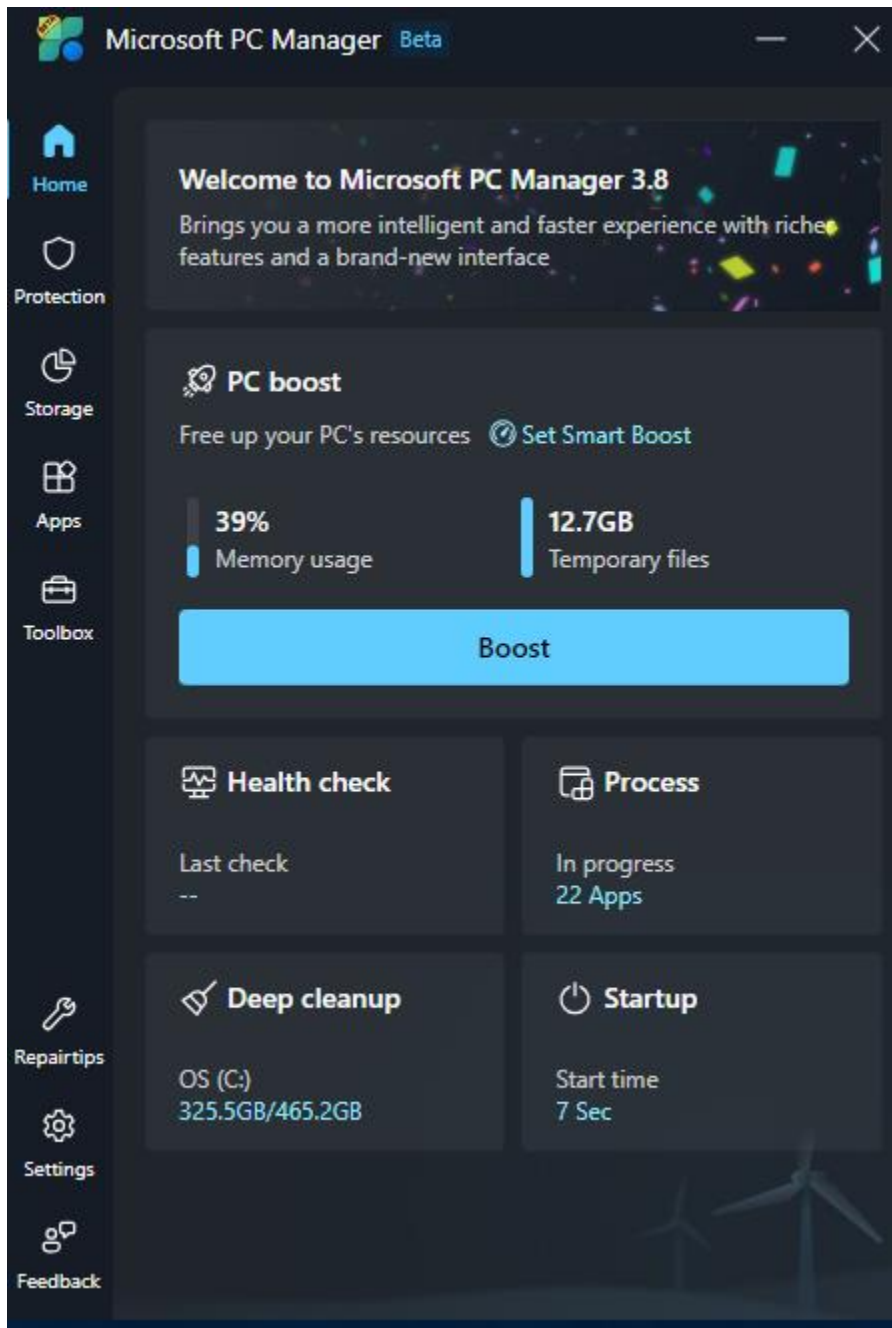 Microsoft PC Manager Beta
Home
Protection
Storage
Apps
Toolbox
Repairtips
Settings
Feedback
Welcome to Microsoft PC Manager 3.8
Brings you a more intelligent and faster experience with richer
features and a brand-new interface
PC boost
Free up your PC's resources Set Smart Boost
39%
Memory usage
12.7GB
Temporary files
Boost
Health check
Last check
--
Process
In progress
22 Apps
Deep cleanup
OS (C:)
325.5GB/465.2GB
Startup
Start time
7 Sec